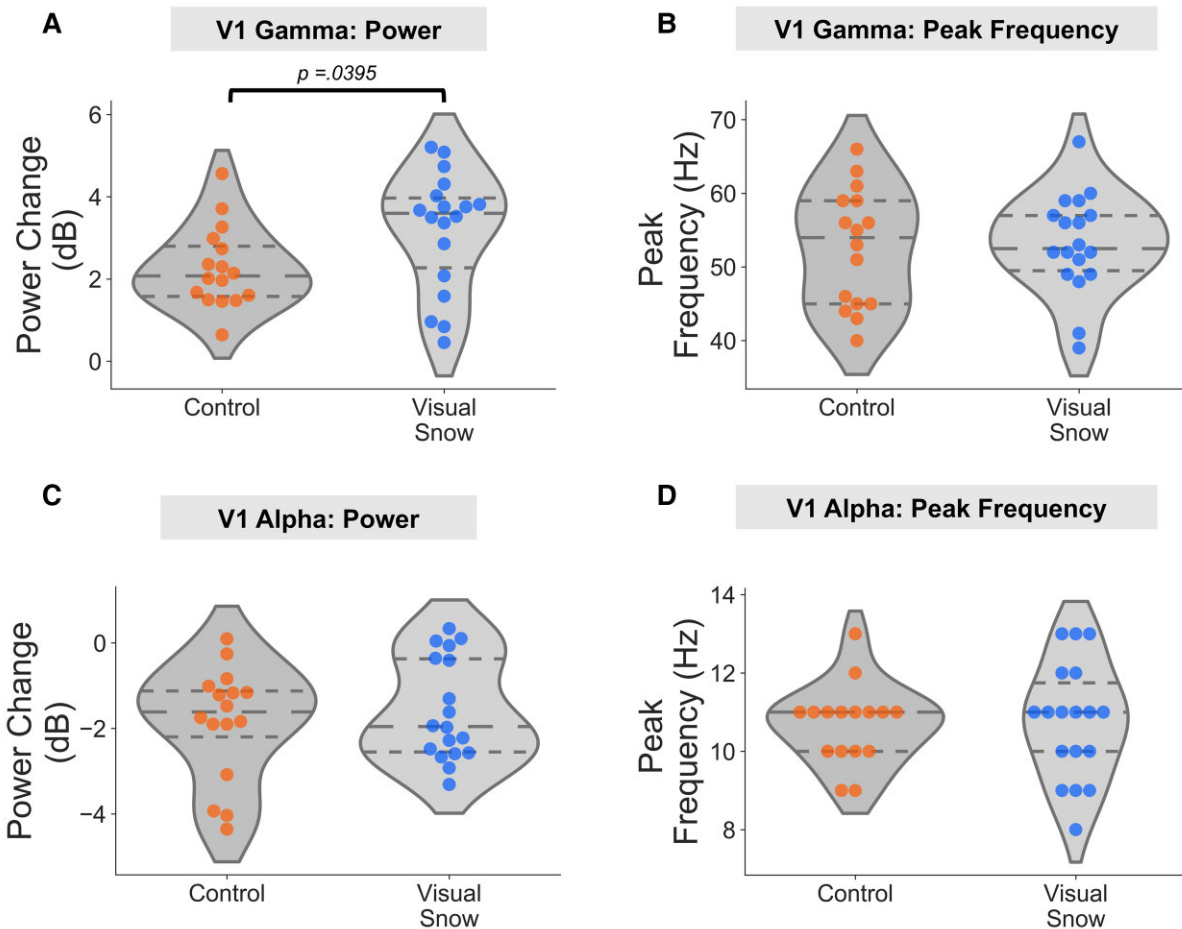 A
V1 Gamma: Power
p =.0395
Power Change
(dB)
6
4
2
0
Control
Visual
Snow
B
V1 Gamma: Peak Frequency
Peak
Frequency (Hz)
70
60
50
40
Control
Visual
Snow
C
V1 Alpha: Power
Power Change
(dB)
0
−2
−4
Control
Visual
Snow
D
V1 Alpha: Peak Frequency
Peak
Frequency (Hz)
14
12
10
8
Control
Visual
Snow